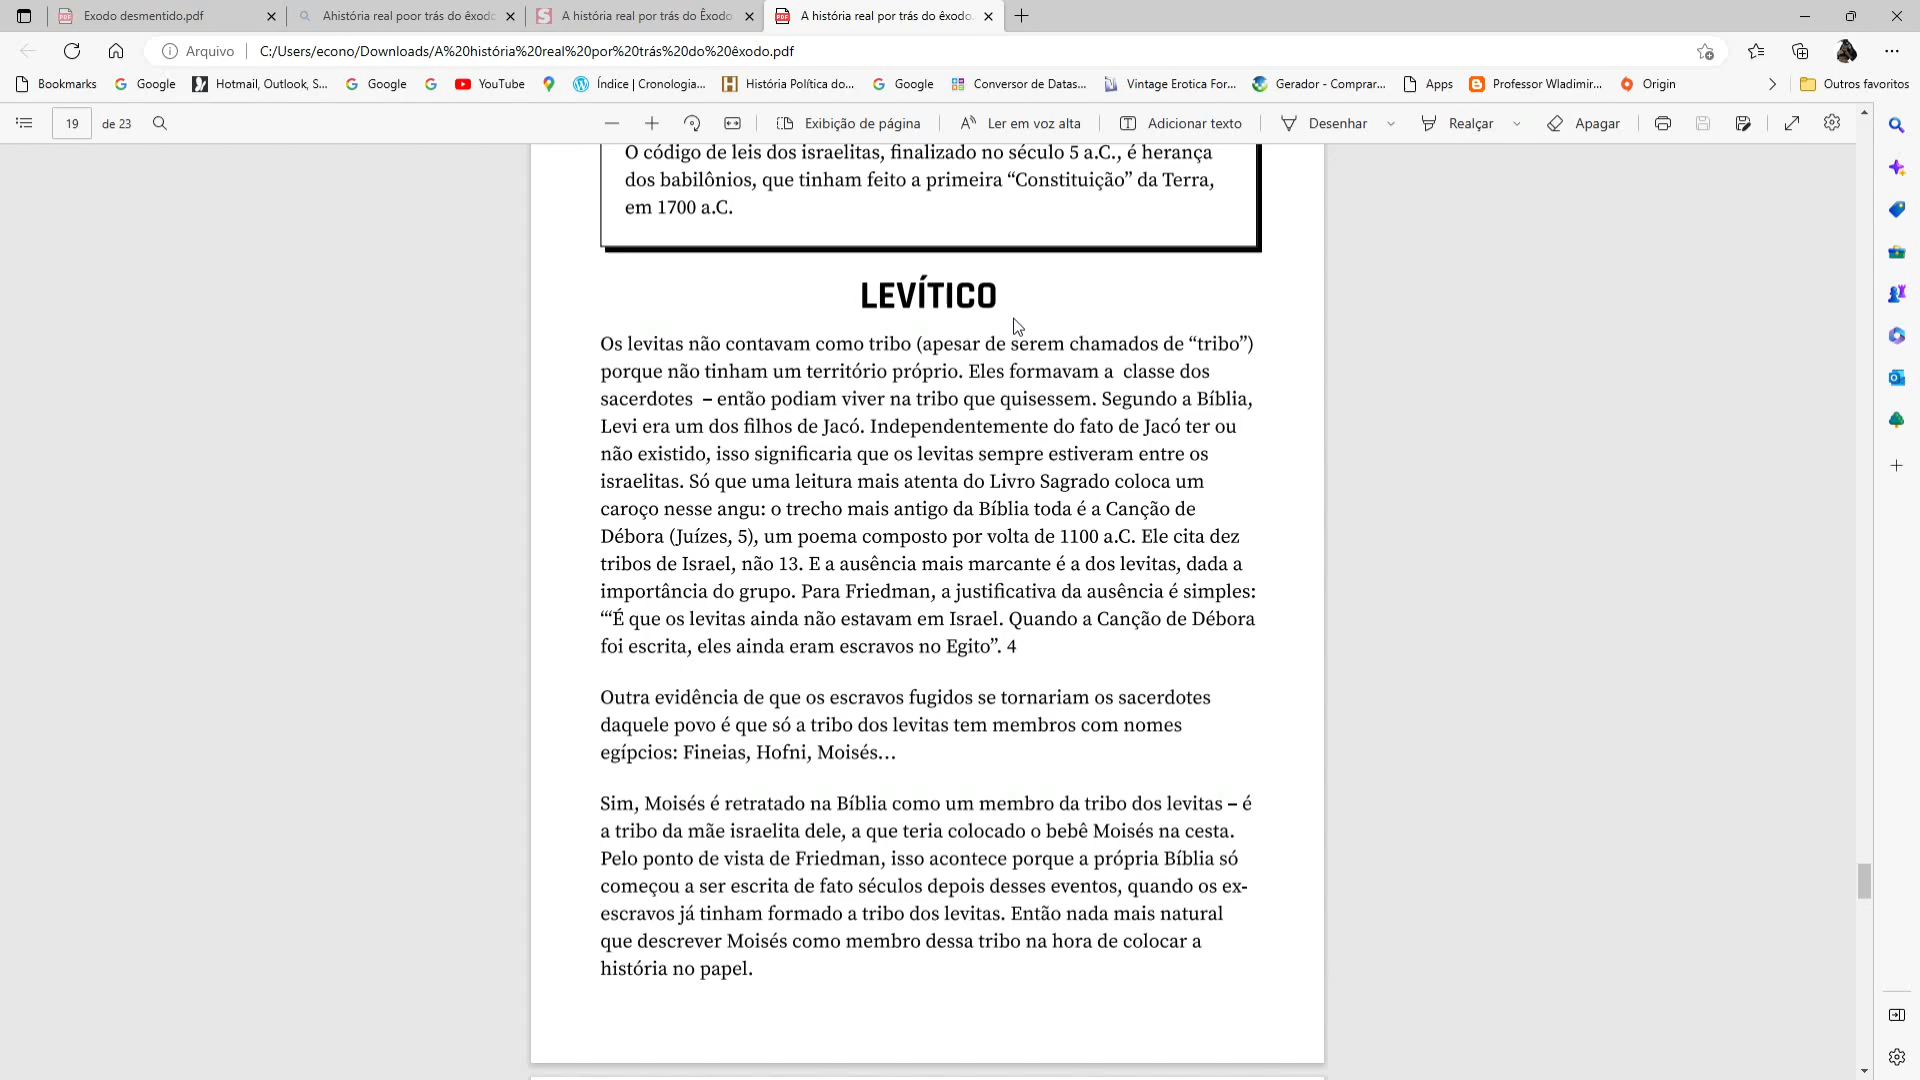 Exodo desmentido.pdf
Ahistória real poor trás do êxodo
A história real por trás do Êxodo
A história real por trás do êxodo.
Arquivo
C:/Users/econo/Downloads/A%20história%20real%20por%20trás%20do%20êxodo.pdf
Bookmarks Google Hotmail, Outlook, S... Google YouTube Índice | Cronologia... História Política do... Google Conversor de Datas... Vintage Erotica For... Gerador - Comprar... Apps Professor Wladimir... Origin Outros favoritos
19 de 23 Exibição de página Ler em voz alta Adicionar texto Desenhar Realçar Apagar
O código de leis dos israelitas, finalizado no século 5 a.C., é herança
dos babilônios, que tinham feito a primeira “Constituição” da Terra,
em 1700 a.C.
LEVÍTICO
Os levitas não contavam como tribo (apesar de serem chamados de “tribo”)
porque não tinham um território próprio. Eles formavam a classe dos
sacerdotes – então podiam viver na tribo que quisessem. Segundo a Bíblia,
Levi era um dos filhos de Jacó. Independentemente do fato de Jacó ter ou
não existido, isso significaria que os levitas sempre estiveram entre os
israelitas. Só que uma leitura mais atenta do Livro Sagrado coloca um
caroço nesse angu: o trecho mais antigo da Bíblia toda é a Canção de
Débora (Juízes, 5), um poema composto por volta de 1100 a.C. Ele cita dez
tribos de Israel, não 13. E a ausência mais marcante é a dos levitas, dada a
importância do grupo. Para Friedman, a justificativa da ausência é simples:
“‘É que os levitas ainda não estavam em Israel. Quando a Canção de Débora
foi escrita, eles ainda eram escravos no Egito”. 4
Outra evidência de que os escravos fugidos se tornariam os sacerdotes
daquele povo é que só a tribo dos levitas tem membros com nomes
egípcios: Fineias, Hofni, Moisés…
Sim, Moisés é retratado na Bíblia como um membro da tribo dos levitas – é
a tribo da mãe israelita dele, a que teria colocado o bebê Moisés na cesta.
Pelo ponto de vista de Friedman, isso acontece porque a própria Bíblia só
começou a ser escrita de fato séculos depois desses eventos, quando os ex-
escravos já tinham formado a tribo dos levitas. Então nada mais natural
que descrever Moisés como membro dessa tribo na hora de colocar a
história no papel.